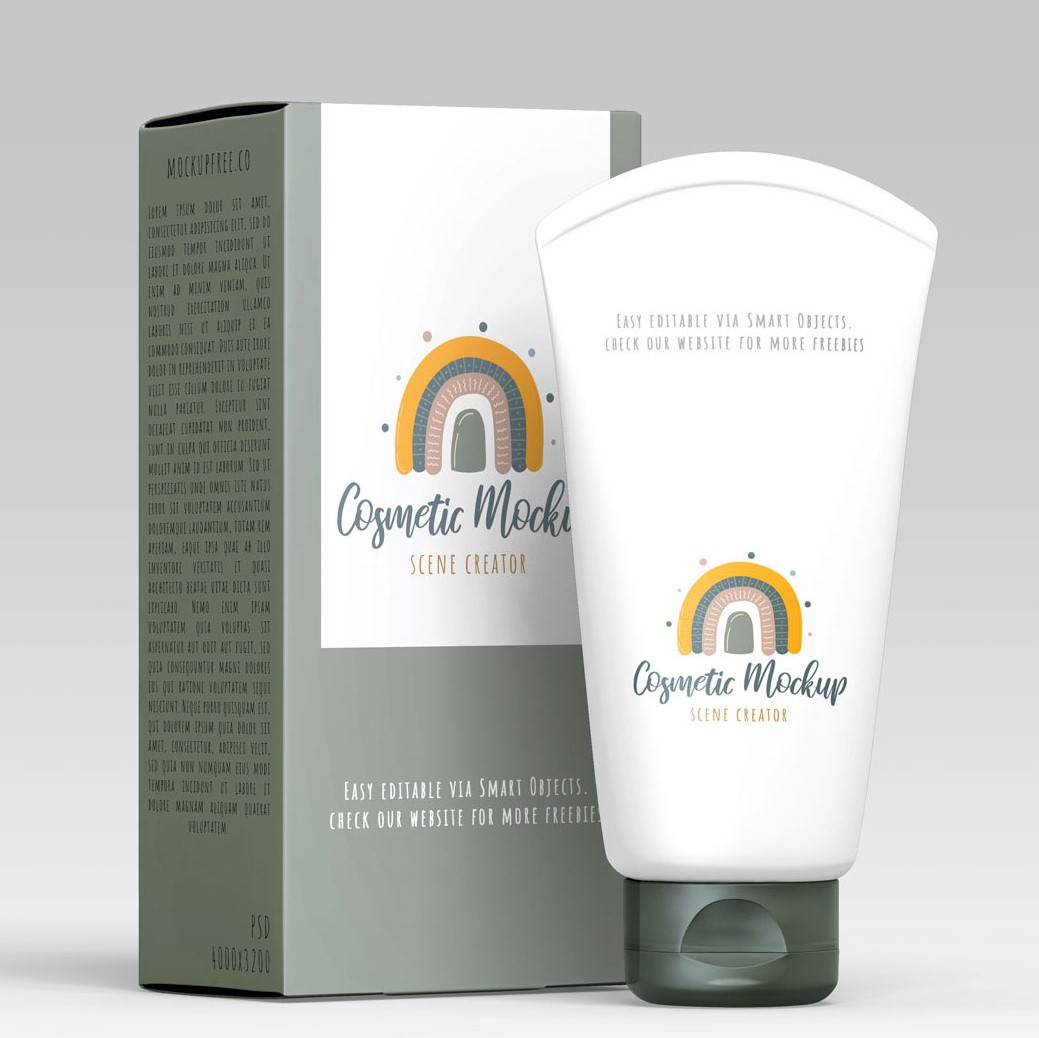 MOCKUPFREE.CO
LOREM IPSUM DOLOR SIT AMET,
CONSECTETUR ADIPISICING ELIT, SED DO
EIUSMOD TEMPOR INCIDIDUNT UT
LABORE ET DOLORE MAGNA ALIQUA. UT
ENIM AD MINIM VENIAM, QUIS
NOSTRUD EXERCITATION ULLAMCO
LABORIS NISI UT ALIQUIP EX EA
COMMODO CONSEQUAT. DUIS AUTE IRURE
DOLOR IN REPREHENDERIT IN VOLUPTATE
VELIT ESSE CILLUM DOLORE EU FUGIAT
NULLA PARIATUR. EXCEPTEUR SINT
OCCAECAT CUPIDATAT NON PROIDENT,
SUNT IN CULPA QUI OFFICIA DESERUNT
MOLLIT ANIM ID EST LABORUM. SED UT
PERSPICIATIS UNDE OMNIS ISTE NATUS
ERROR SIT VOLUPTATEM ACCUSANTIUM
DOLOREMQUE LAUDANTIUM, TOTAM REM
APERIAM, EAQUE IPSA QUAE AB ILLO
INVENTORE VERITATIS ET QUASI
ARCHITECTO BEATAE VITAE DICTA SUNT
EXPLICABO. NEMO ENIM IPSAM
VOLUPTATEM QUIA VOLUPTAS SIT
ASPERNATUR AUT ODIT AUT FUGIT, SED
QUIA CONSEQUUNTUR MAGNI DOLORES
EOS QUI RATIONE VOLUPTATEM SEQUI
NESCIUNT. NEQUE PORRO QUISQUAM EST,
QUI DOLOREM IPSUM QUIA DOLOR SIT
AMET, CONSECTETUR, ADIPISCI VELIT,
SED QUIA NON NUMQUAM EIUS MODI
TEMPORA INCIDUNT UT LABORE ET
DOLORE MAGNAM ALIQUAM QUAERAT
VOLUPTATEM.
PSD
4000X3200
Cosmetic Mocku
SCENE CREATOR
EASY EDITABLE VIA SMART OBJECTS.
CHECK OUR WEBSITE FOR MORE FREEBIES
EASY EDITABLE VIA SMART OBJECTS.
CHECK OUR WEBSITE FOR MORE FREEBIES
Cosmetic Mockup
SCENE CREATOR